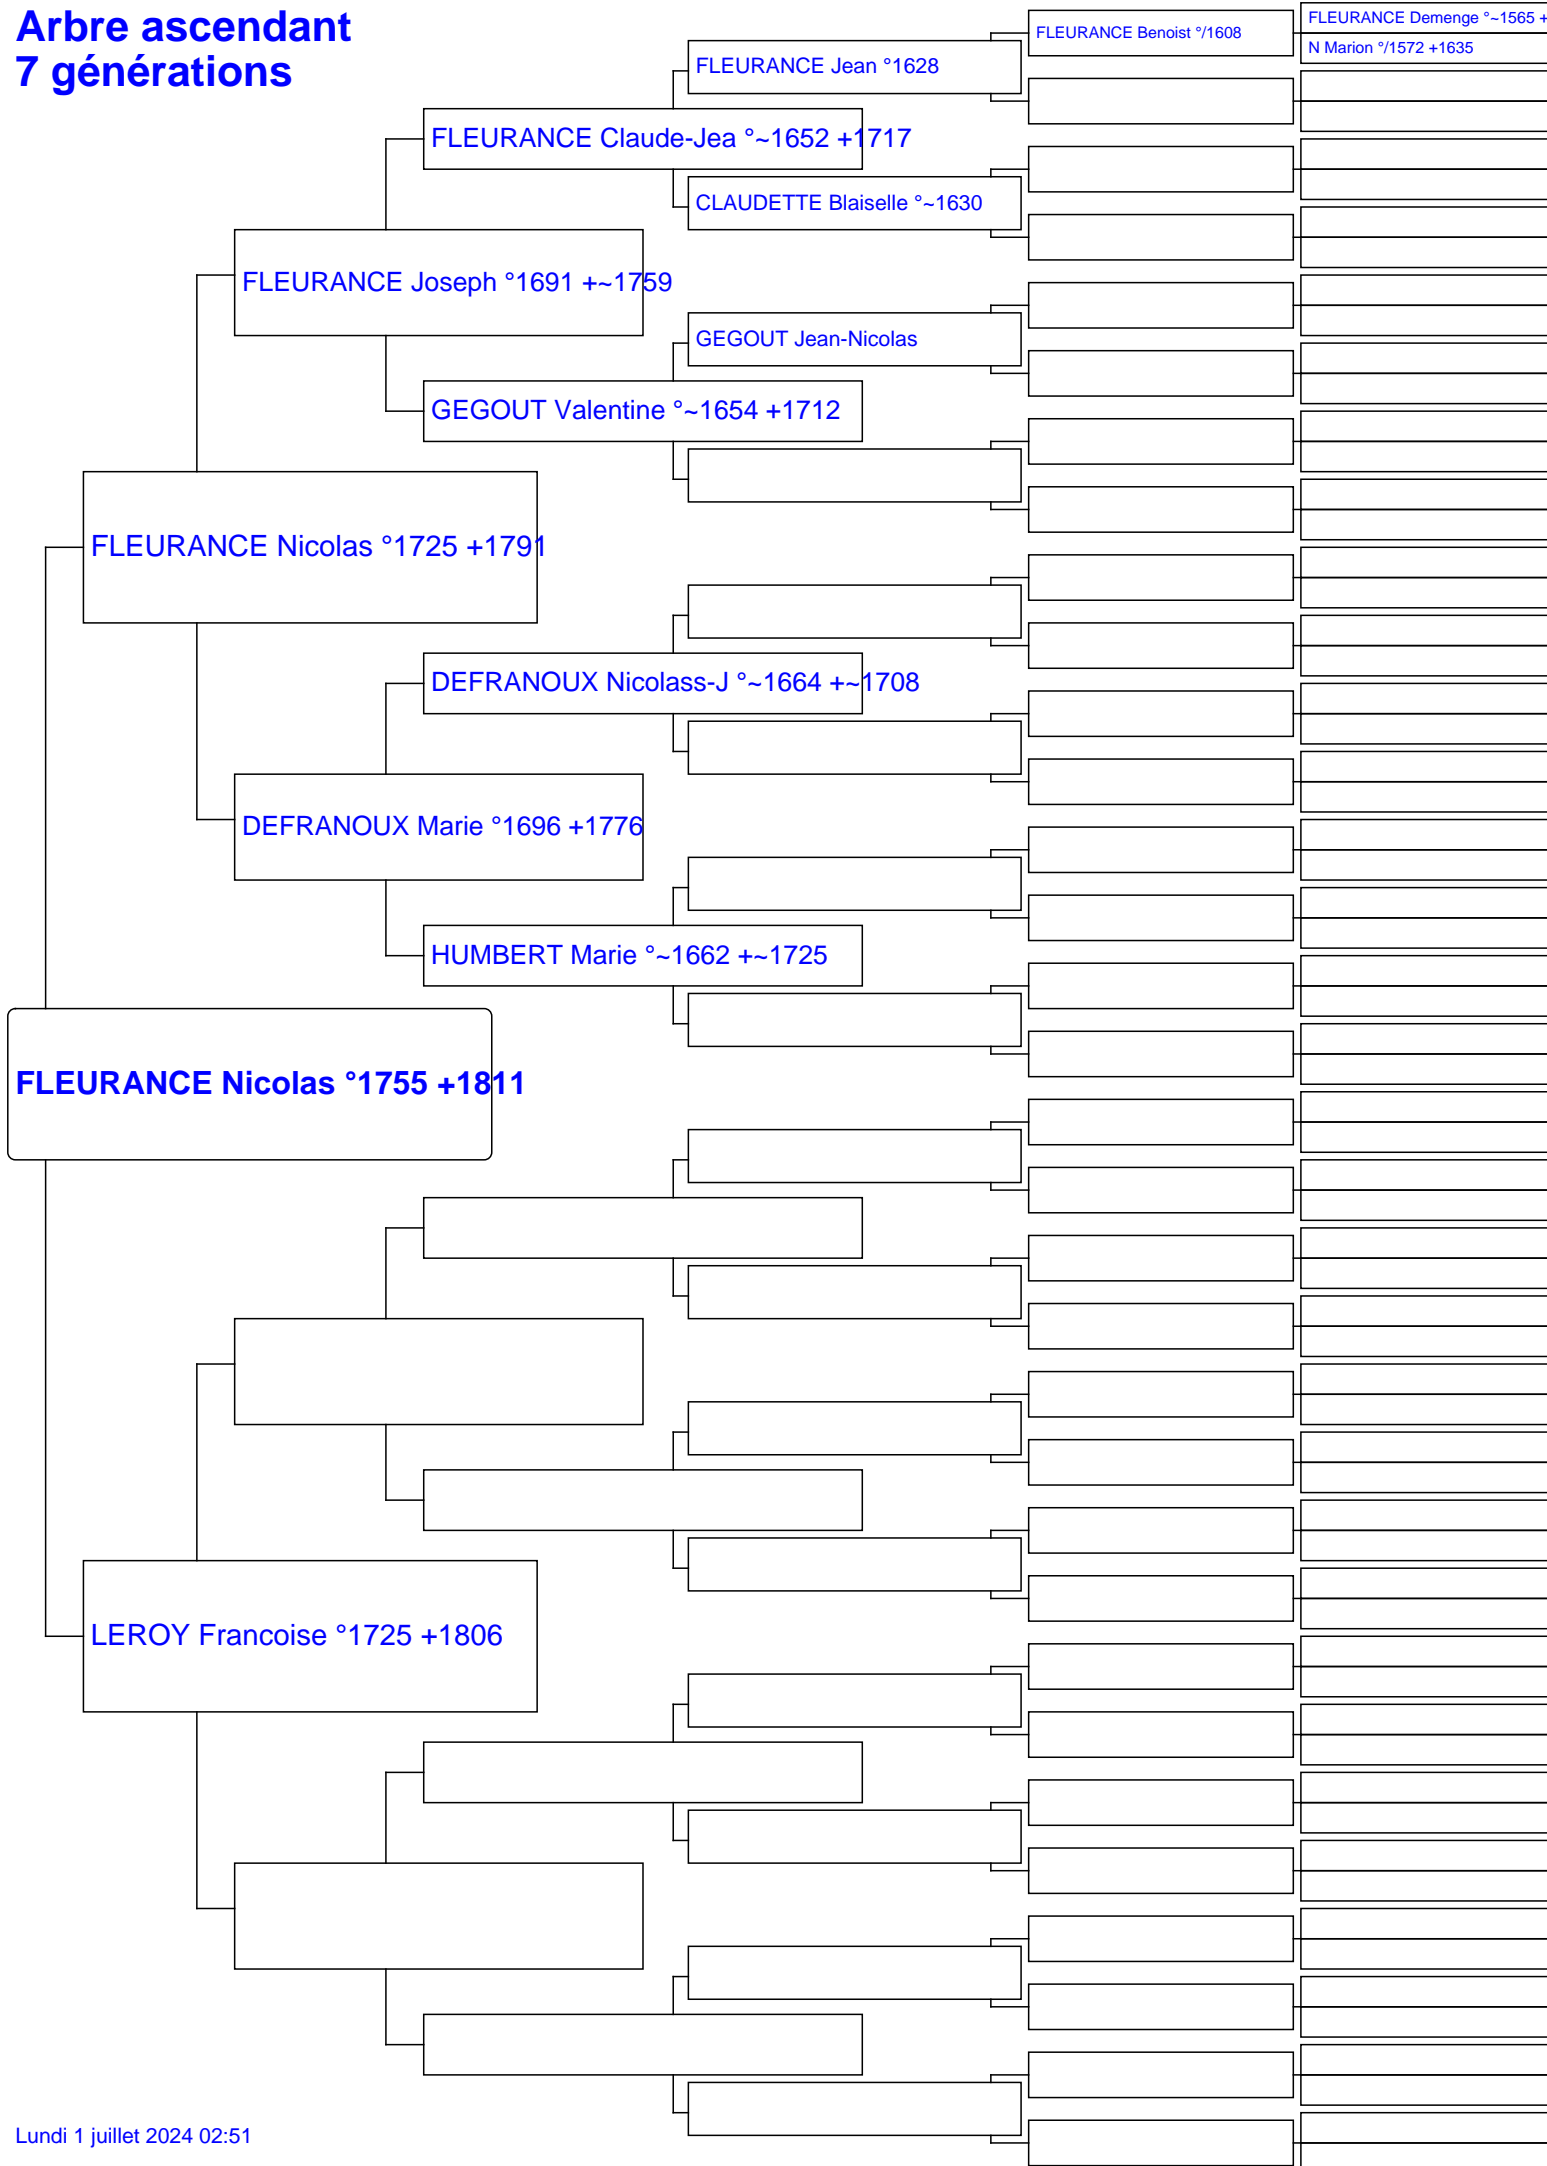 Arbre ascendant
7 générations
FLEURANCE Benoist °/1608
FLEURANCE Demenge °~1565 +
N Marion °/1572 +1635
FLEURANCE Jean °1628
FLEURANCE Claude-Jea °~1652 +1717
CLAUDETTE Blaiselle °~1630
FLEURANCE Joseph °1691 +~1759
GEGOUT Jean-Nicolas
GEGOUT Valentine °~1654 +1712
FLEURANCE Nicolas °1725 +1791
DEFRANOUX Nicolass-J °~1664 +~1708
DEFRANOUX Marie °1696 +1776
HUMBERT Marie °~1662 +~1725
FLEURANCE Nicolas °1755 +1811
LEROY Francoise °1725 +1806
Lundi 1 juillet 2024 02:51